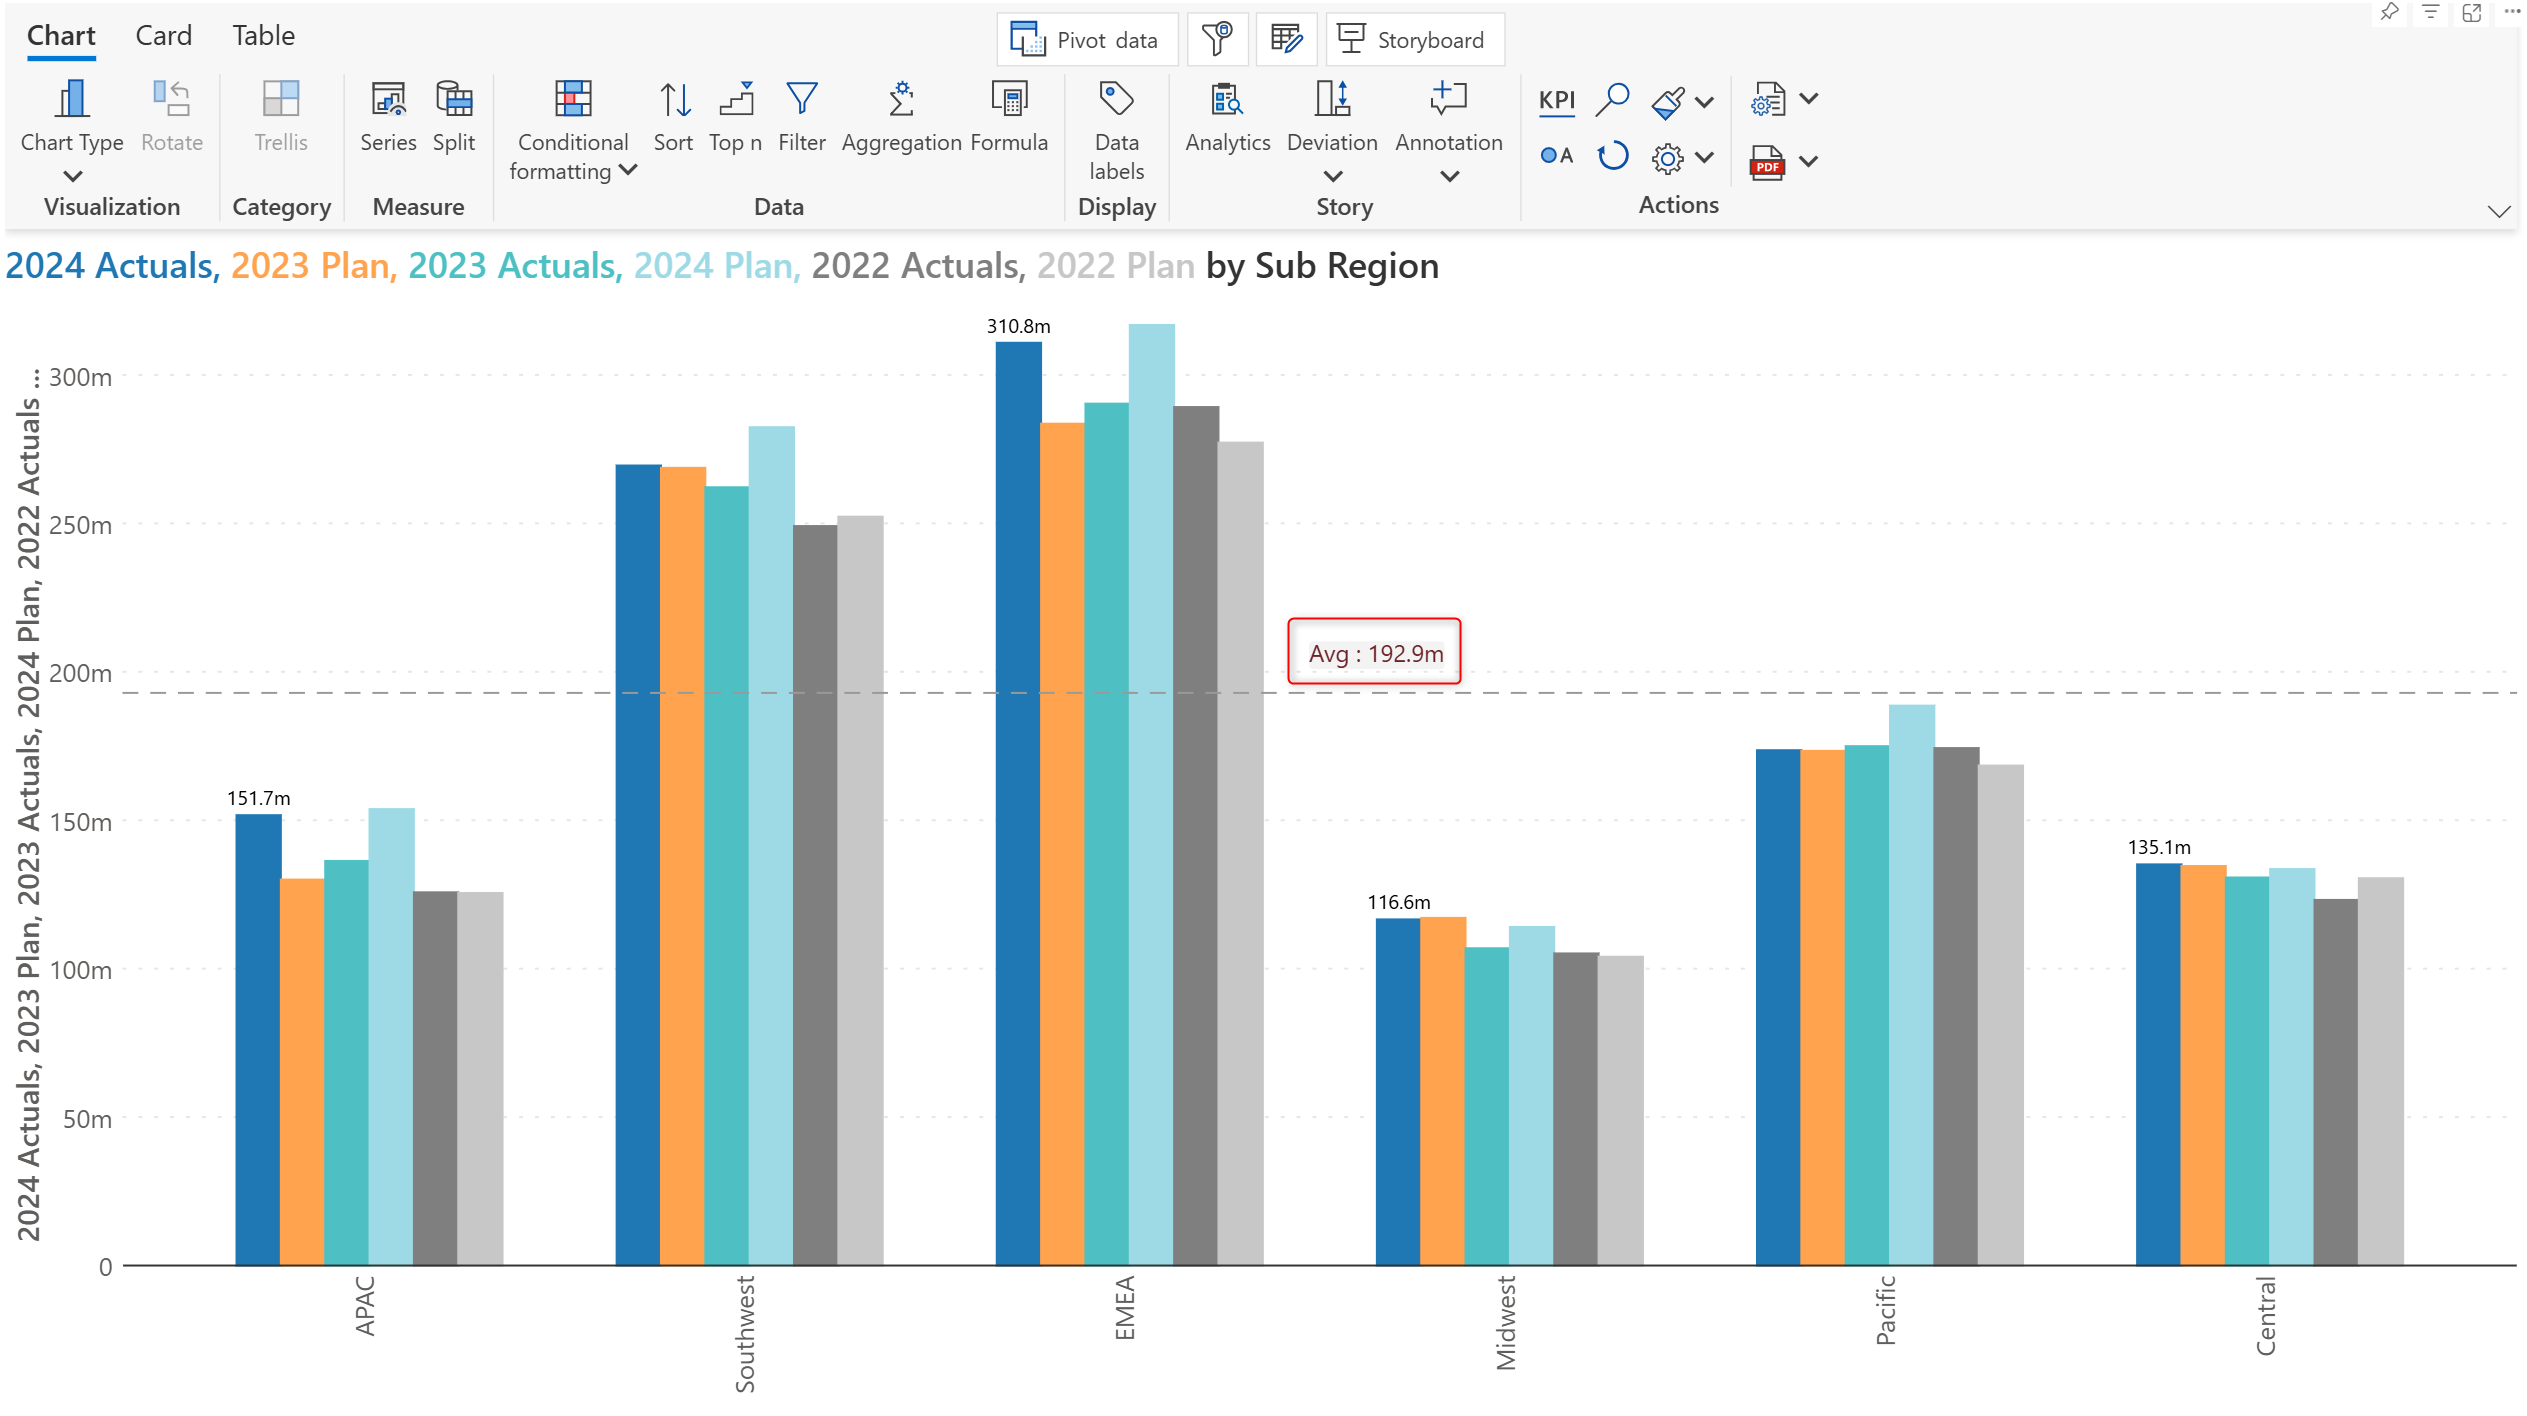 Chart Card Table
Pivot data
Storyboard
Chart Type
Rotate
Trellis
Series
Split
Conditional
formatting
Sort
Top n
Filter
Aggregation
Formula
Data
labels
Analytics
Deviation
Annotation
KPI
A
PDF
Visualization
Category
Measure
Data
Display
Story
Actions
2024 Actuals, 2023 Plan, 2023 Actuals, 2024 Plan, 2022 Actuals, 2022 Plan by Sub Region
2024 Actuals, 2023 Plan, 2023 Actuals, 2024 Plan, 2022 Actuals ...
300m
250m
200m
150m
100m
50m
0
151.7m
310.8m
116.6m
135.1m
Avg : 192.9m
APAC
Southwest
EMEA
Midwest
Pacific
Central